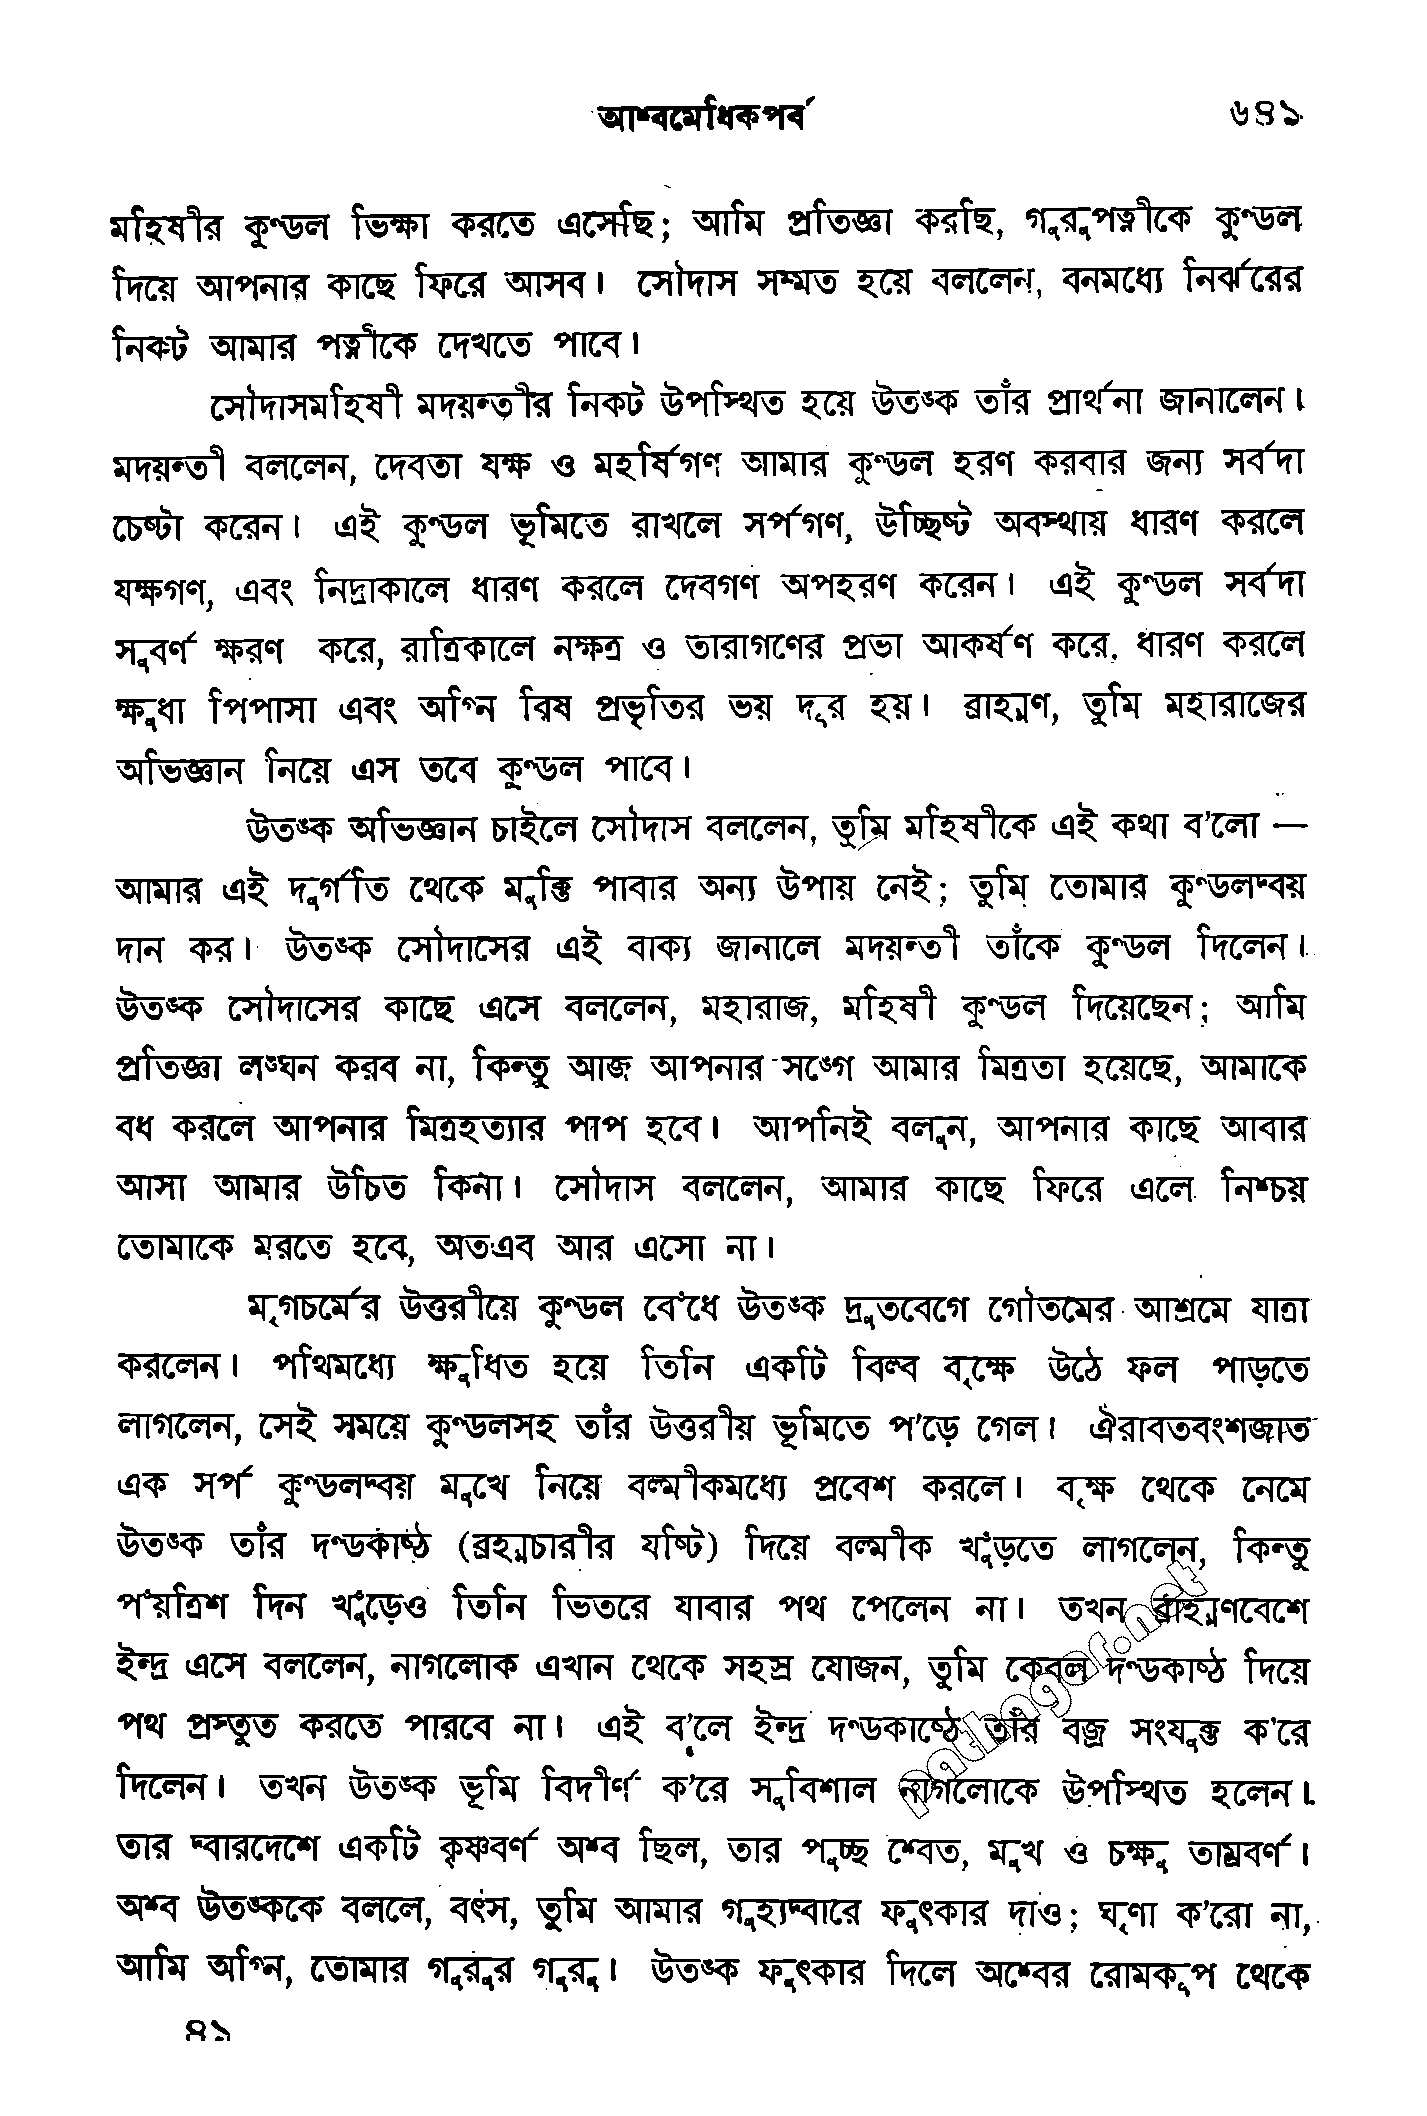 আশ্বমেধিকপর্ব ৬৪১
মহিষীর কুণ্ডল ভিক্ষা করতে এসেছি; আমি প্রতিজ্ঞা করছি, গুরুপত্নীকে কুণ্ডল
দিয়ে আপনার কাছে ফিরে আসব। সৌদাস সম্মত হয়ে বললেন, বনমধ্যে নির্ঝরের
নিকট আমার পত্নীকে দেখতে পাবে।
সৌদাসমহিষী মদয়ন্তীর নিকট উপস্থিত হয়ে উতঙ্ক তাঁর প্রার্থনা জানালেন।
মদয়ন্তী বললেন, দেবতা যক্ষ ও মহর্ষিগণ আমার কুণ্ডল হরণ করবার জন্য সর্বদা
চেষ্টা করেন। এই কুণ্ডল ভূমিতে রাখলে সর্পগণ, উচ্ছিষ্ট অবস্থায় ধারণ করলে
যক্ষগণ, এবং নিদ্রাকালে ধারণ করলে দেবগণ অপহরণ করেন। এই কুণ্ডল সর্বদা
সুবর্ণ ক্ষরণ করে, রাত্রিকালে নক্ষত্র ও তারাগণের প্রভা আকর্ষণ করে, ধারণ করলে
ক্ষুধা পিপাসা এবং অগ্নি বিষ প্রভৃতির ভয় দূর হয়। ব্রাহ্মণ, তুমি মহারাজের
অভিজ্ঞান নিয়ে এস তবে কুণ্ডল পাবে।
উতঙ্ক অভিজ্ঞান চাইলে সৌদাস বললেন, তুমি মহিষীকে এই কথা ব'লো —
আমার এই দুর্গতি থেকে মুক্তি পাবার অন্য উপায় নেই; তুমি তোমার কুণ্ডলদ্বয়
দান কর। উতঙ্ক সৌদাসের এই বাক্য জানালে মদয়ন্তী তাঁকে কুণ্ডল দিলেন।
উতঙ্ক সৌদাসের কাছে এসে বললেন, মহারাজ, মহিষী কুণ্ডল দিয়েছেন; আমি
প্রতিজ্ঞা লঙ্ঘন করব না, কিন্তু আজ আপনার সঙ্গে আমার মিত্রতা হয়েছে, আমাকে
বধ করলে আপনার মিত্রহত্যার পাপ হবে। আপনিই বলুন, আপনার কাছে আবার
আসা আমার উচিত কিনা। সৌদাস বললেন, আমার কাছে ফিরে এলে নিশ্চয়
তোমাকে মরতে হবে, অতএব আর এসো না।
মৃগচর্মের উত্তরীয়ে কুণ্ডল বেঁধে উতঙ্ক দ্রুতবেগে গৌতমের আশ্রমে যাত্রা
করলেন। পথিমধ্যে ক্ষুধিত হয়ে তিনি একটি বিল্ব বৃক্ষে উঠে ফল পাড়তে
লাগলেন, সেই সময়ে কুণ্ডলসহ তাঁর উত্তরীয় ভূমিতে প'ড়ে গেল। ঐরাবতবংশজাত
এক সর্প কুণ্ডলদ্বয় মুখে নিয়ে বল্মীকমধ্যে প্রবেশ করলে। বৃক্ষ থেকে নেমে
উতঙ্ক তাঁর দণ্ডকাষ্ঠ (ব্রহ্মচারীর যষ্টি) দিয়ে বল্মীক খুঁড়তে লাগলেন, কিন্তু
পঁয়ত্রিশ দিন খুঁড়েও তিনি ভিতরে যাবার পথ পেলেন না। তখন ব্রাহ্মণবেশে
ইন্দ্র এসে বললেন, নাগলোক এখান থেকে সহস্র যোজন, তুমি কেবল দণ্ডকাষ্ঠ দিয়ে
পথ প্রস্তুত করতে পারবে না। এই ব'লে ইন্দ্র দণ্ডকাষ্ঠে তাঁর বজ্র সংযুক্ত ক'রে
দিলেন। তখন উতঙ্ক ভূমি বিদীর্ণ ক'রে সুবিশাল নাগলোকে উপস্থিত হলেন।
তার দ্বারদেশে একটি কৃষ্ণবর্ণ অশ্ব ছিল, তার পুচ্ছ শ্বেত, মুখ ও চক্ষু তাম্রবর্ণ।
অশ্ব উতঙ্ককে বললে, বৎস, তুমি আমার গুহ্যদ্বারে ফুৎকার দাও; ঘৃণা ক'রো না,
আমি অগ্নি, তোমার গুরুর গুরু। উতঙ্ক ফুৎকার দিলে অশ্বের রোমকূপ থেকে
৪১
pathagar.net